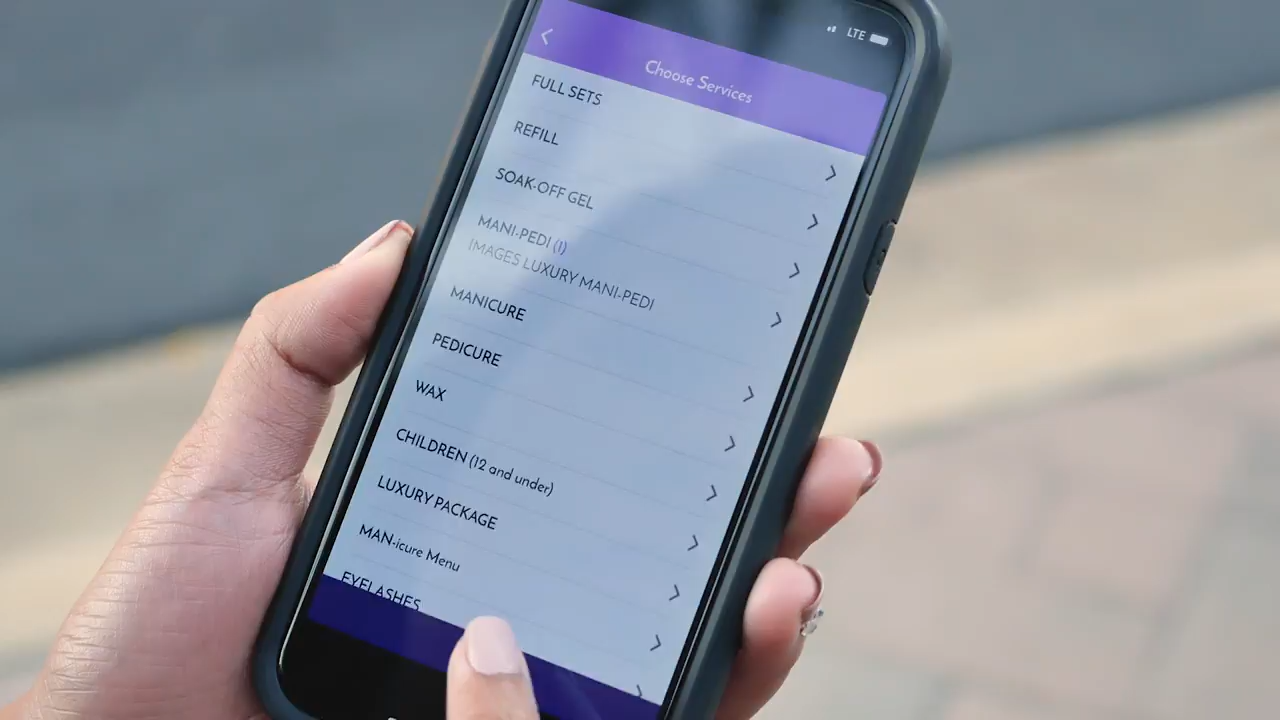 LTE
Choose Services
FULL SETS
REFILL
SOAK-OFF GEL
MANI-PEDI (1)
IMAGES LUXURY MANI-PEDI
MANICURE
PEDICURE
WAX
CHILDREN (12 and under)
LUXURY PACKAGE
MAN-icure Menu
EYELASHES